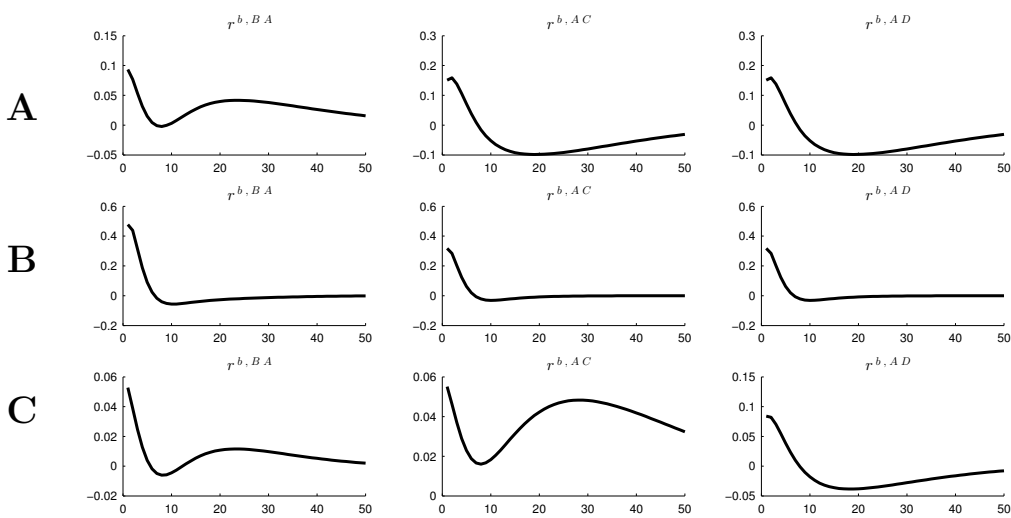 r^{b,BA} r^{b,AC} r^{b,AD}
0.15 0.3 0.3
0.1 0.2 0.2
A 0.05 0.1 0.1
0 0 0
−0.05 −0.1 −0.1
0 10 20 30 40 50 0 10 20 30 40 50 0 10 20 30 40 50
r^{b,BA} r^{b,AC} r^{b,AD}
0.6 0.6 0.6
0.4 0.4 0.4
B 0.2 0.2 0.2
0 0 0
−0.2 −0.2 −0.2
0 10 20 30 40 50 0 10 20 30 40 50 0 10 20 30 40 50
r^{b,BA} r^{b,AC} r^{b,AD}
0.06 0.06 0.15
0.04 0.04 0.1
C 0.02 0.02 0.05
0 0 0
−0.02 −0.05
0 10 20 30 40 50 0 10 20 30 40 50 0 10 20 30 40 50